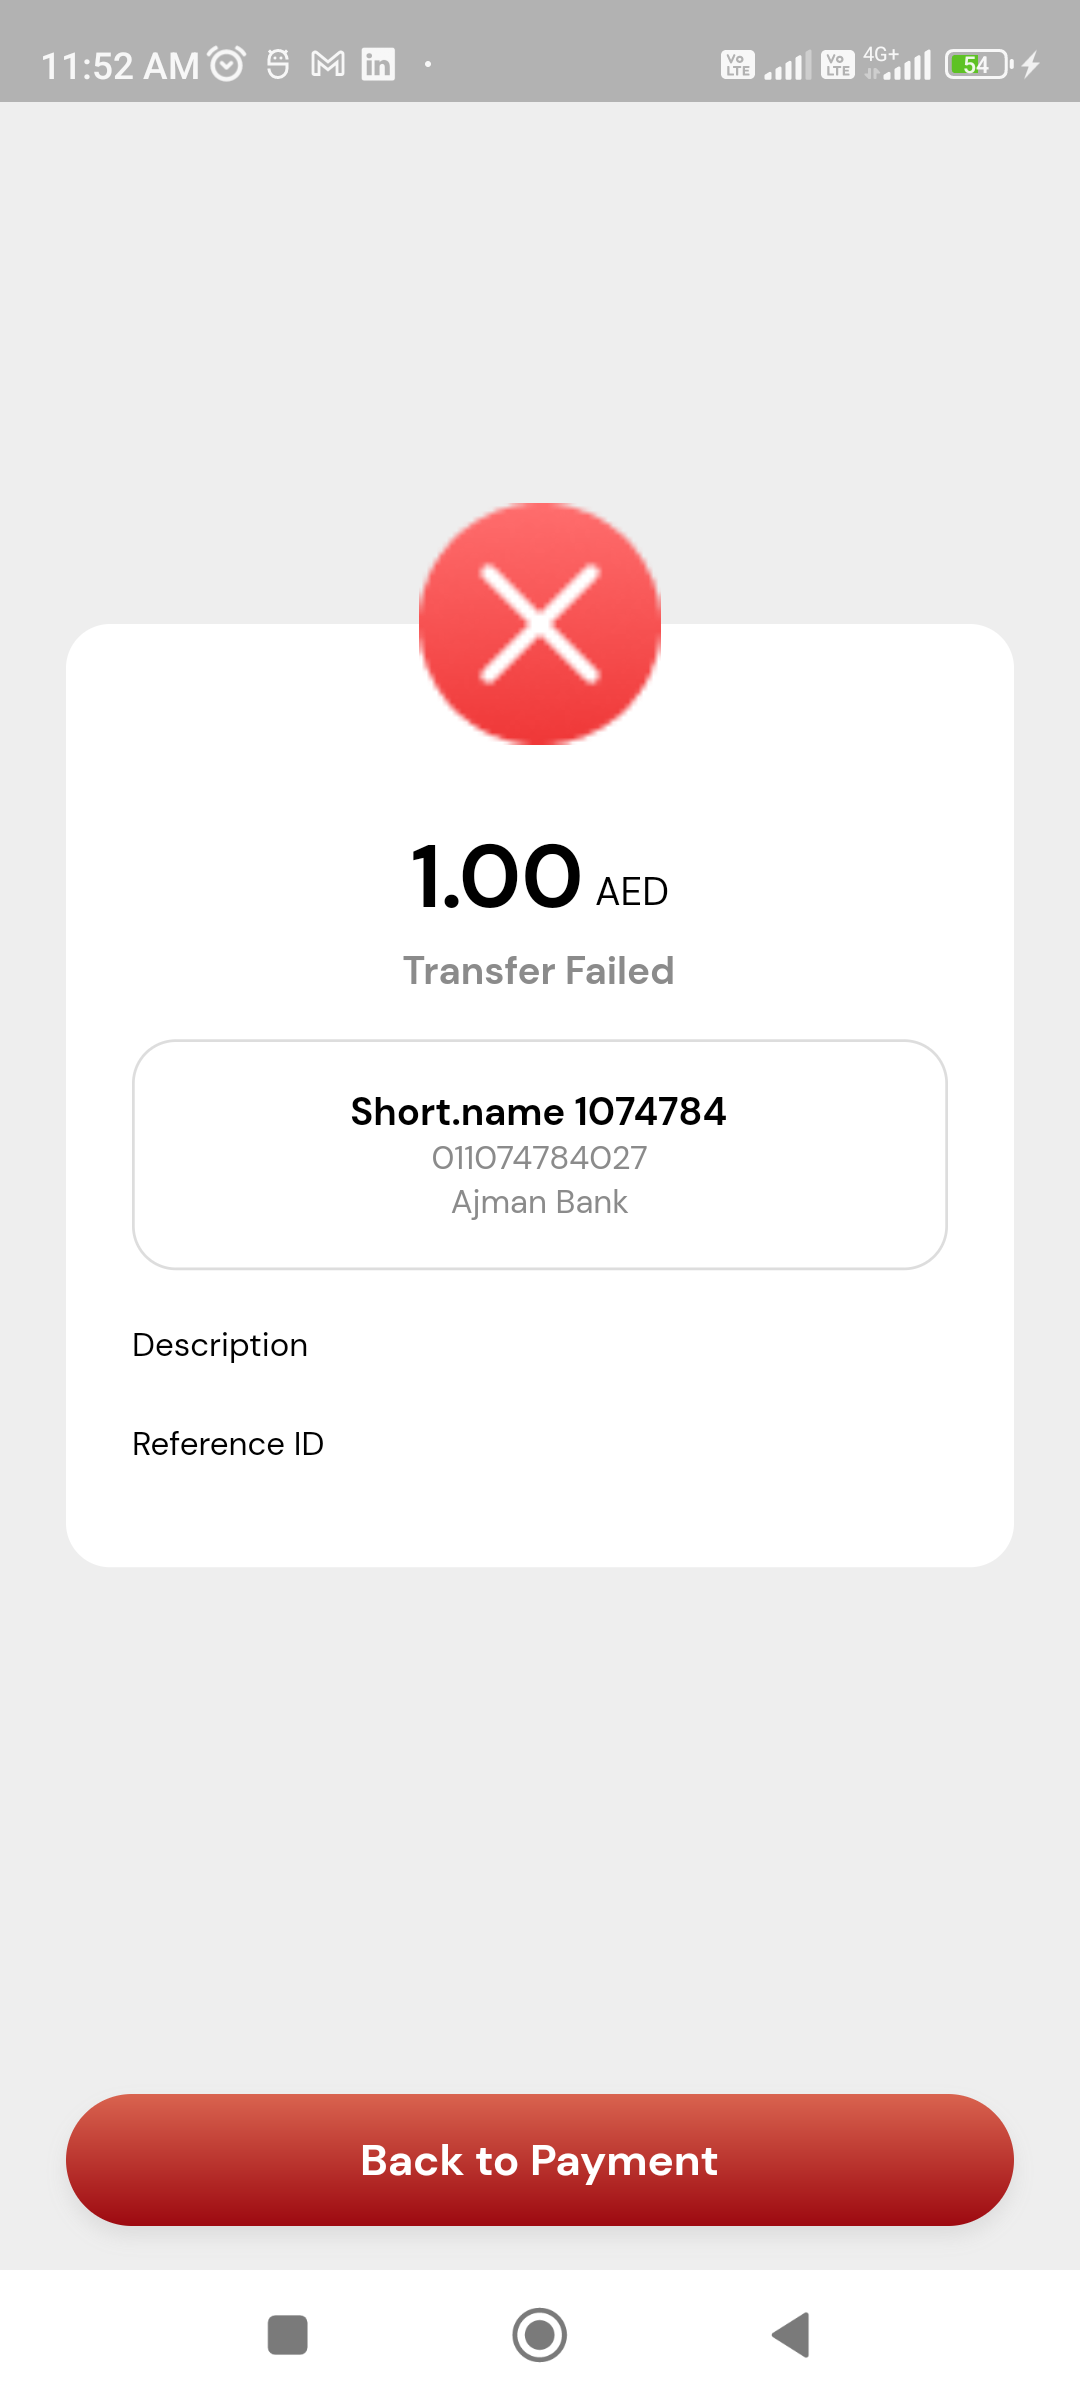 11:52 AM
Vo LTE Vo LTE 4G+ 54
1.00 AED
Transfer Failed
Short.name 1074784
011074784027
Ajman Bank
Description
Reference ID
Back to Payment